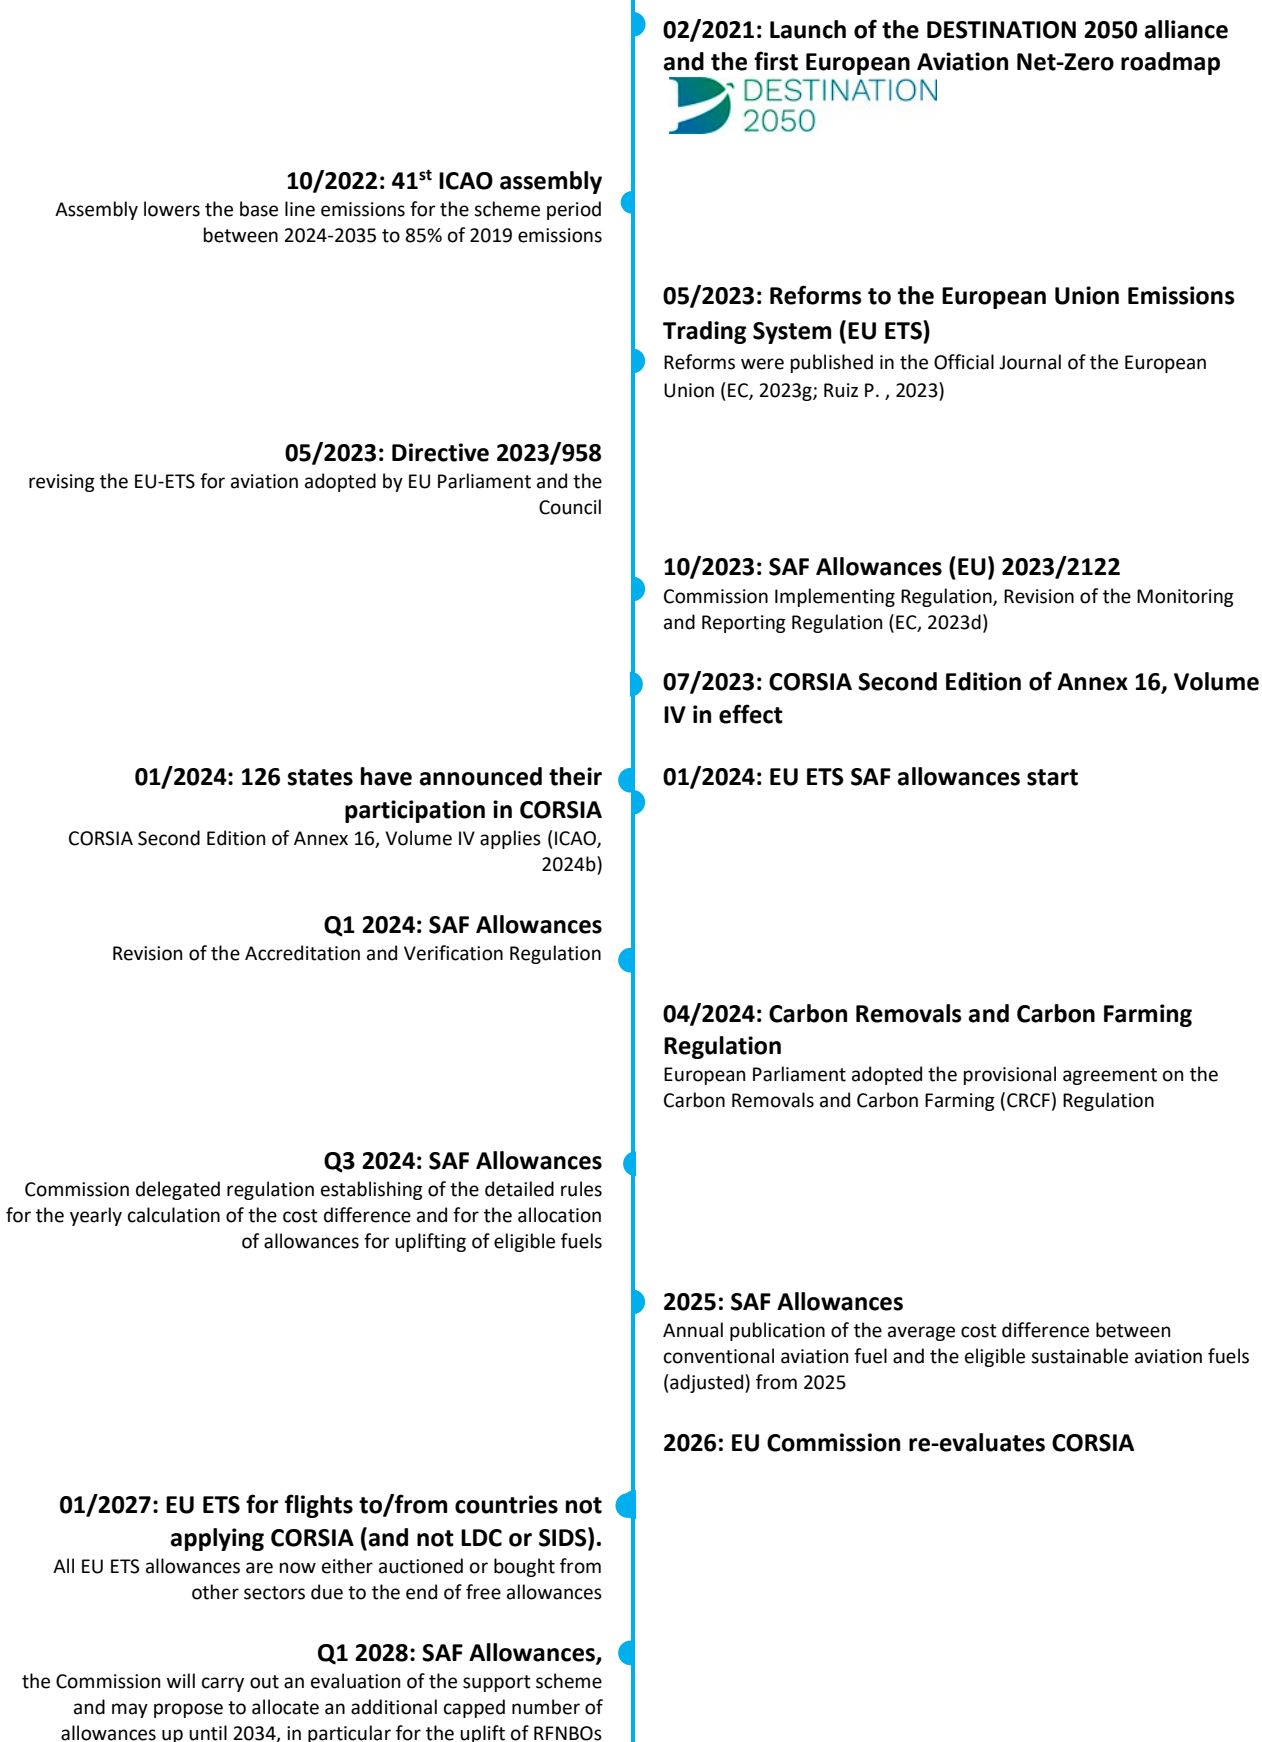 02/2021: Launch of the DESTINATION 2050 alliance
and the first European Aviation Net-Zero roadmap
DESTINATION
2050
10/2022: 41st ICAO assembly
Assembly lowers the base line emissions for the scheme period
between 2024-2035 to 85% of 2019 emissions
05/2023: Reforms to the European Union Emissions
Trading System (EU ETS)
Reforms were published in the Official Journal of the European
Union (EC, 2023g; Ruiz P. , 2023)
05/2023: Directive 2023/958
revising the EU-ETS for aviation adopted by EU Parliament and the
Council
10/2023: SAF Allowances (EU) 2023/2122
Commission Implementing Regulation, Revision of the Monitoring
and Reporting Regulation (EC, 2023d)
07/2023: CORSIA Second Edition of Annex 16, Volume
IV in effect
01/2024: 126 states have announced their
participation in CORSIA
CORSIA Second Edition of Annex 16, Volume IV applies (ICAO,
2024b)
01/2024: EU ETS SAF allowances start
Q1 2024: SAF Allowances
Revision of the Accreditation and Verification Regulation
04/2024: Carbon Removals and Carbon Farming
Regulation
European Parliament adopted the provisional agreement on the
Carbon Removals and Carbon Farming (CRCF) Regulation
Q3 2024: SAF Allowances
Commission delegated regulation establishing of the detailed rules
for the yearly calculation of the cost difference and for the allocation
of allowances for uplifting of eligible fuels
2025: SAF Allowances
Annual publication of the average cost difference between
conventional aviation fuel and the eligible sustainable aviation fuels
(adjusted) from 2025
2026: EU Commission re-evaluates CORSIA
01/2027: EU ETS for flights to/from countries not
applying CORSIA (and not LDC or SIDS).
All EU ETS allowances are now either auctioned or bought from
other sectors due to the end of free allowances
Q1 2028: SAF Allowances,
the Commission will carry out an evaluation of the support scheme
and may propose to allocate an additional capped number of
allowances up until 2034, in particular for the uplift of RFNBOs